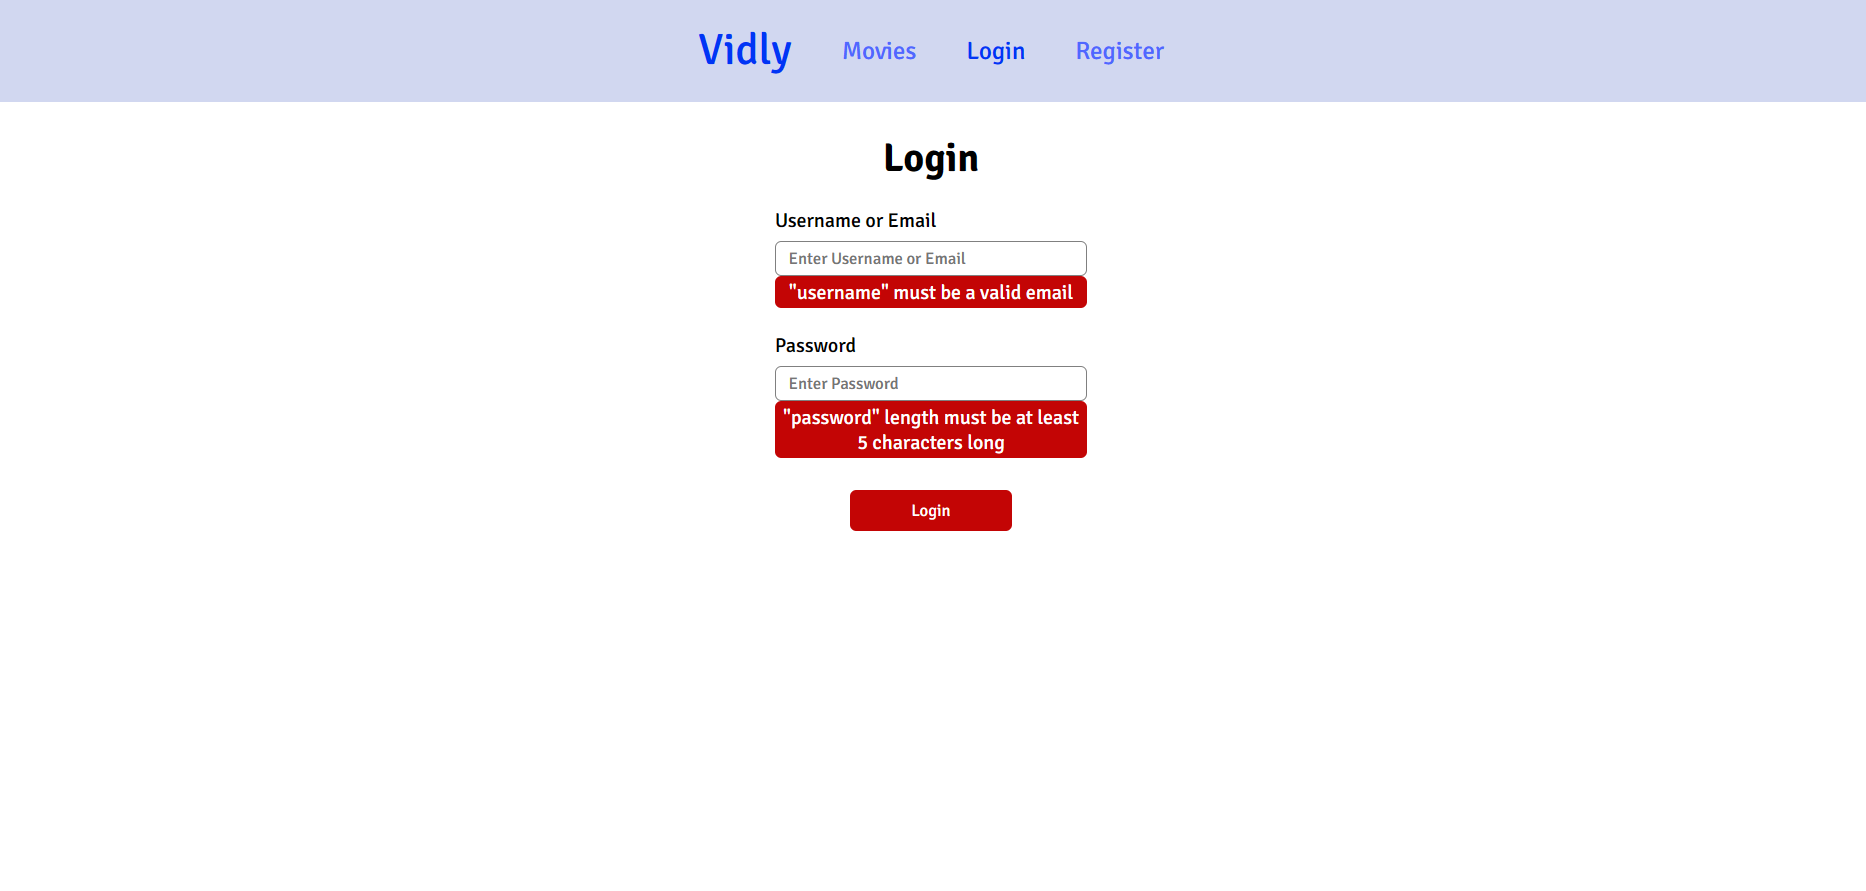 Vidly Movies Login Register
Login
Username or Email
Enter Username or Email
"username" must be a valid email
Password
Enter Password
"password" length must be at least
5 characters long
Login